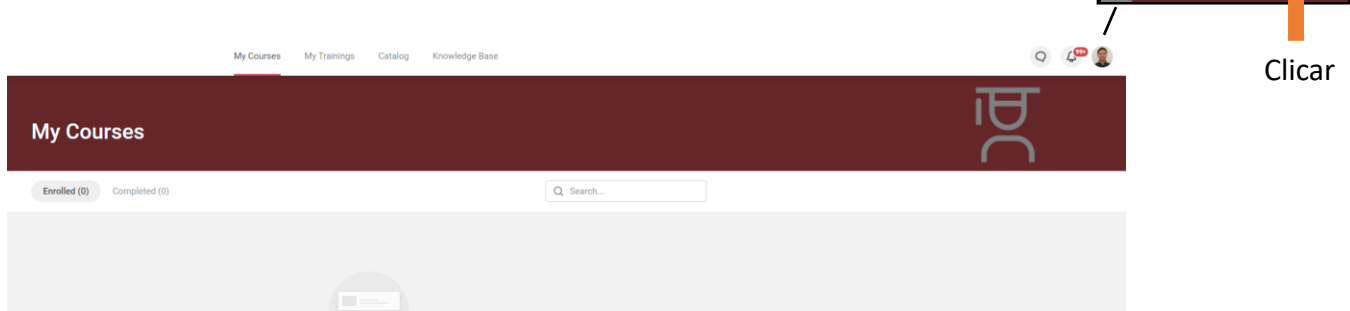 My Courses My Trainings Catalog Knowledge Base
99+
Clicar
My Courses
Enrolled (0) Completed (0)
Search...